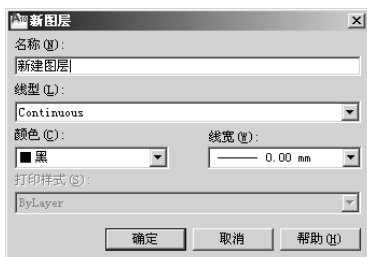 新图层
名称(N):
新建图层
线型(L):
Continuous
颜色(C): 线宽(W):
黑 0.00 mm
打印样式(S):
ByLayer
确定 取消 帮助(H)